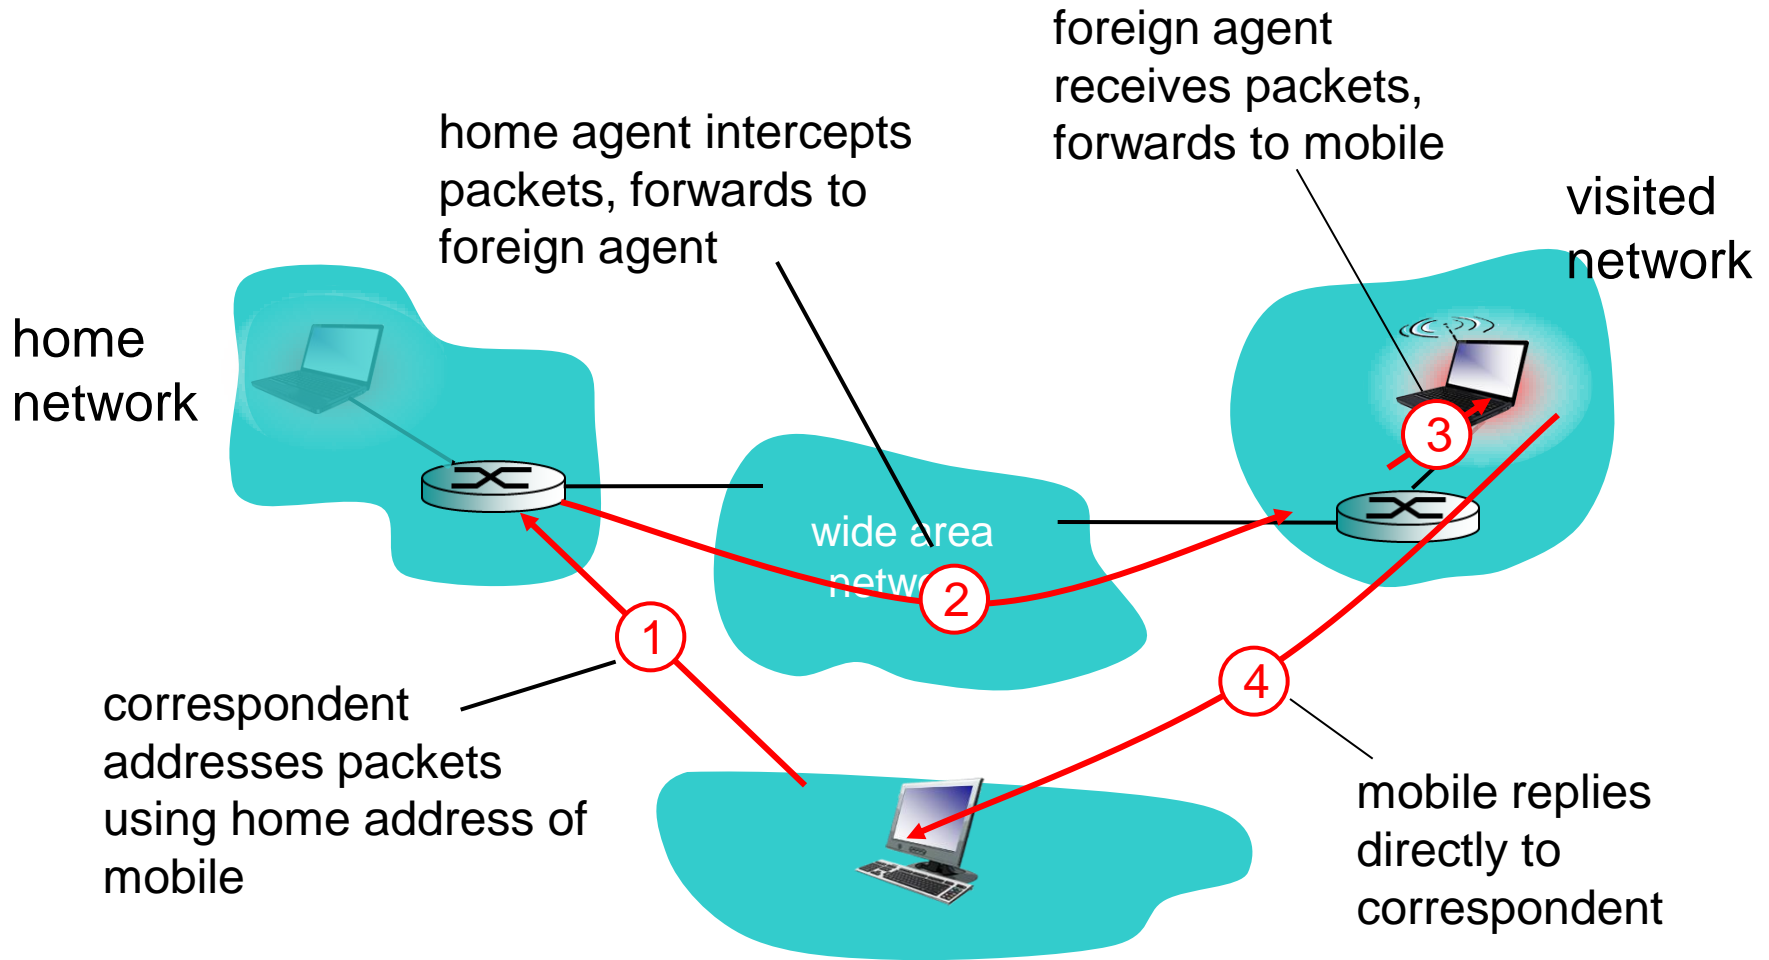 foreign agent
receives packets,
forwards to mobile
home agent intercepts
packets, forwards to
foreign agent
visited
network
home
network
wide area
network
3
2
1
4
correspondent
addresses packets
using home address of
mobile
mobile replies
directly to
correspondent